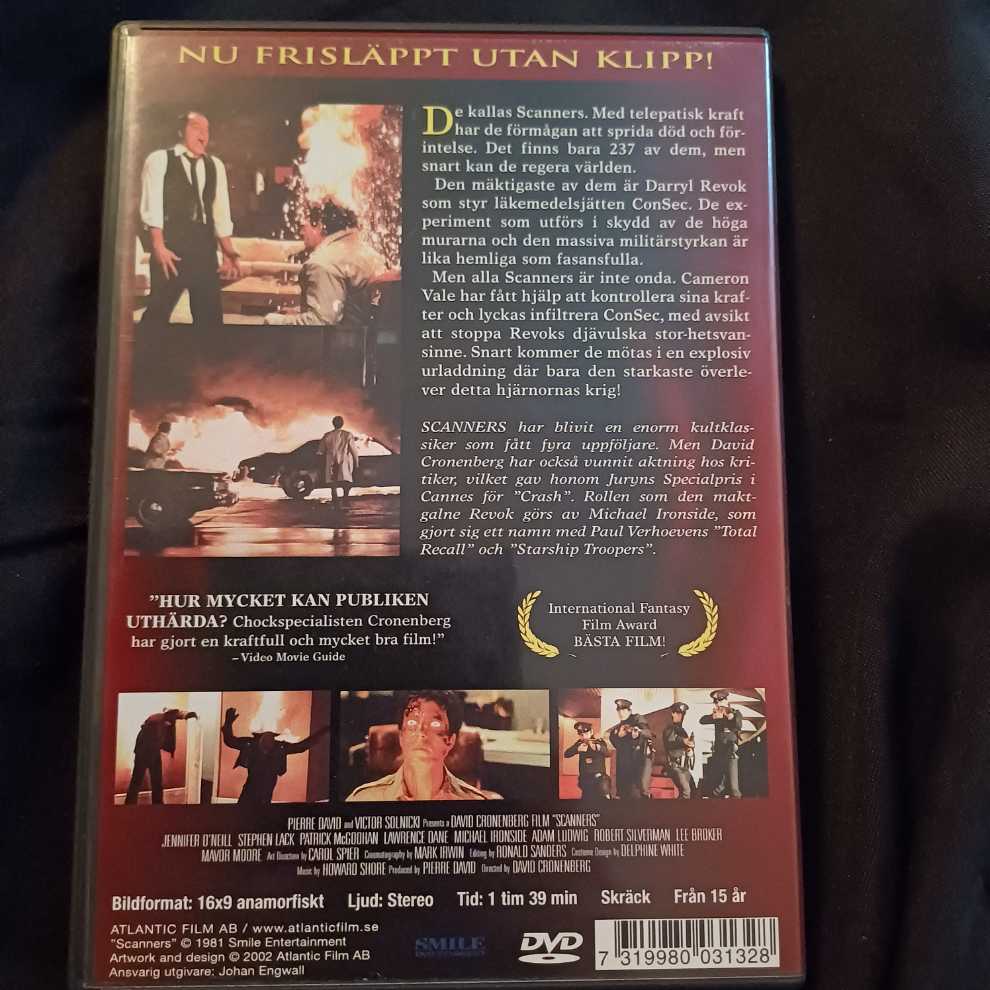 NU FRISLÄPPT UTAN KLIPP!
De kallas Scanners. Med telepatisk kraft
har de förmågan att sprida död och för-
intelse. Det finns bara 237 av dem, men
snart kan de regera världen.
Den mäktigaste av dem är Darryl Revok
som styr läkemedelsjätten ConSec. De ex-
periment som utförs i skydd av de höga
murarna och den massiva militärstyrkan är
lika hemliga som fasansfulla.
Men alla Scanners är inte onda. Cameron
Vale har fått hjälp att kontrollera sina kraf-
ter och lyckas infiltrera ConSec, med avsikt
att stoppa Revoks djävulska stor-hetsvan-
sinne. Snart kommer de mötas i en explosiv
urladdning där bara den starkaste överle-
ver detta hjärnornas krig!
SCANNERS har blivit en enorm kultklas-
siker som fått fyra uppföljare. Men David
Cronenberg har också vunnit aktning hos kri-
tiker, vilket gav honom Juryns Specialpris i
Cannes för ”Crash”. Rollen som den makt-
galne Revok görs av Michael Ironside, som
gjort sig ett namn med Paul Verhoevens ”Total
Recall” och ”Starship Troopers”.
”HUR MYCKET KAN PUBLIKEN
UTHÄRDA? Chockspecialisten Cronenberg
har gjort en kraftfull och mycket bra film!”
– Video Movie Guide
International Fantasy
Film Award
BÄSTA FILM!
PIERRE DAVID and VICTOR SOLNICKI Presents a DAVID CRONENBERG FILM "SCANNERS"
JENNIFER O'NEILL STEPHEN LACK PATRICK McGOOHAN LAWRENCE DANE MICHAEL IRONSIDE ADAM LUDWIG ROBERT SILVERMAN LEE BROKER
MAVOR MOORE Art Direction by CAROL SPIER Cinematography by MARK IRWIN Editing by RONALD SANDERS Costume Design by DELPHINE WHITE
Music by HOWARD SHORE Produced by PIERRE DAVID Directed by DAVID CRONENBERG
Bildformat: 16x9 anamorfiskt Ljud: Stereo Tid: 1 tim 39 min Skräck Från 15 år
ATLANTIC FILM AB / www.atlanticfilm.se
"Scanners" © 1981 Smile Entertainment
Artwork and design © 2002 Atlantic Film AB
Ansvarig utgivare: Johan Engwall
SMILE
DVD
VIDEO
7 319980 031328